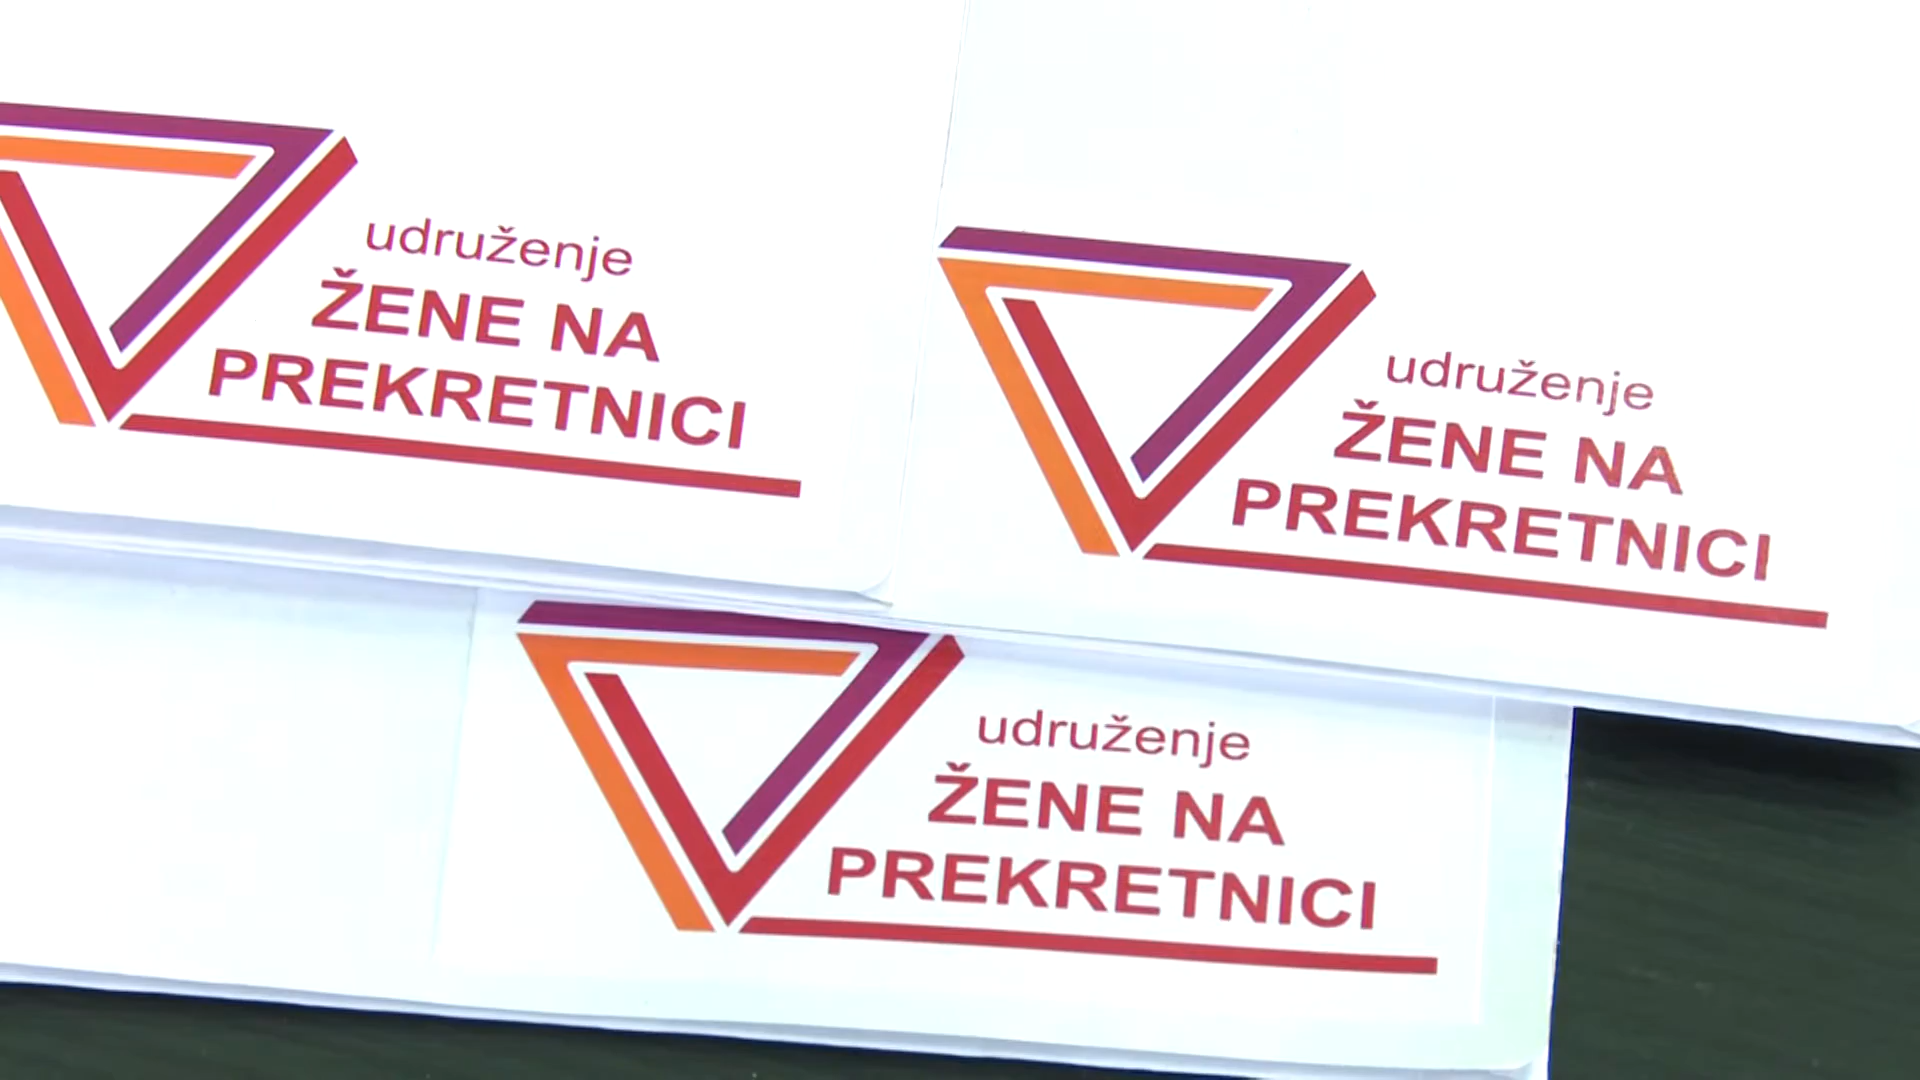 udruženje
ŽENE NA
PREKRETNICI
udruženje
ŽENE NA
PREKRETNICI
udruženje
ŽENE NA
PREKRETNICI